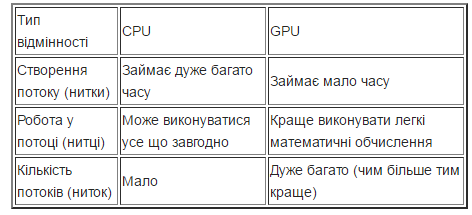 Тип
відмінності
CPU
GPU
Створення
потоку (нитки)
Займає дуже багато
часу
Займає мало часу
Робота у
потоці (нитці)
Може виконуватися
усе що завгодно
Краще виконувати легкі
математичні обчислення
Кількість
потоків (ниток)
Мало
Дуже багато (чим більше тим
краще)